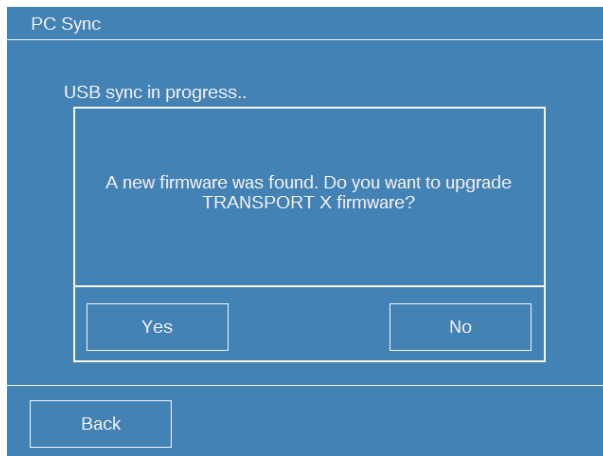 PC Sync
USB sync in progress..
A new firmware was found. Do you want to upgrade
TRANSPORT X firmware?
Yes
No
Back